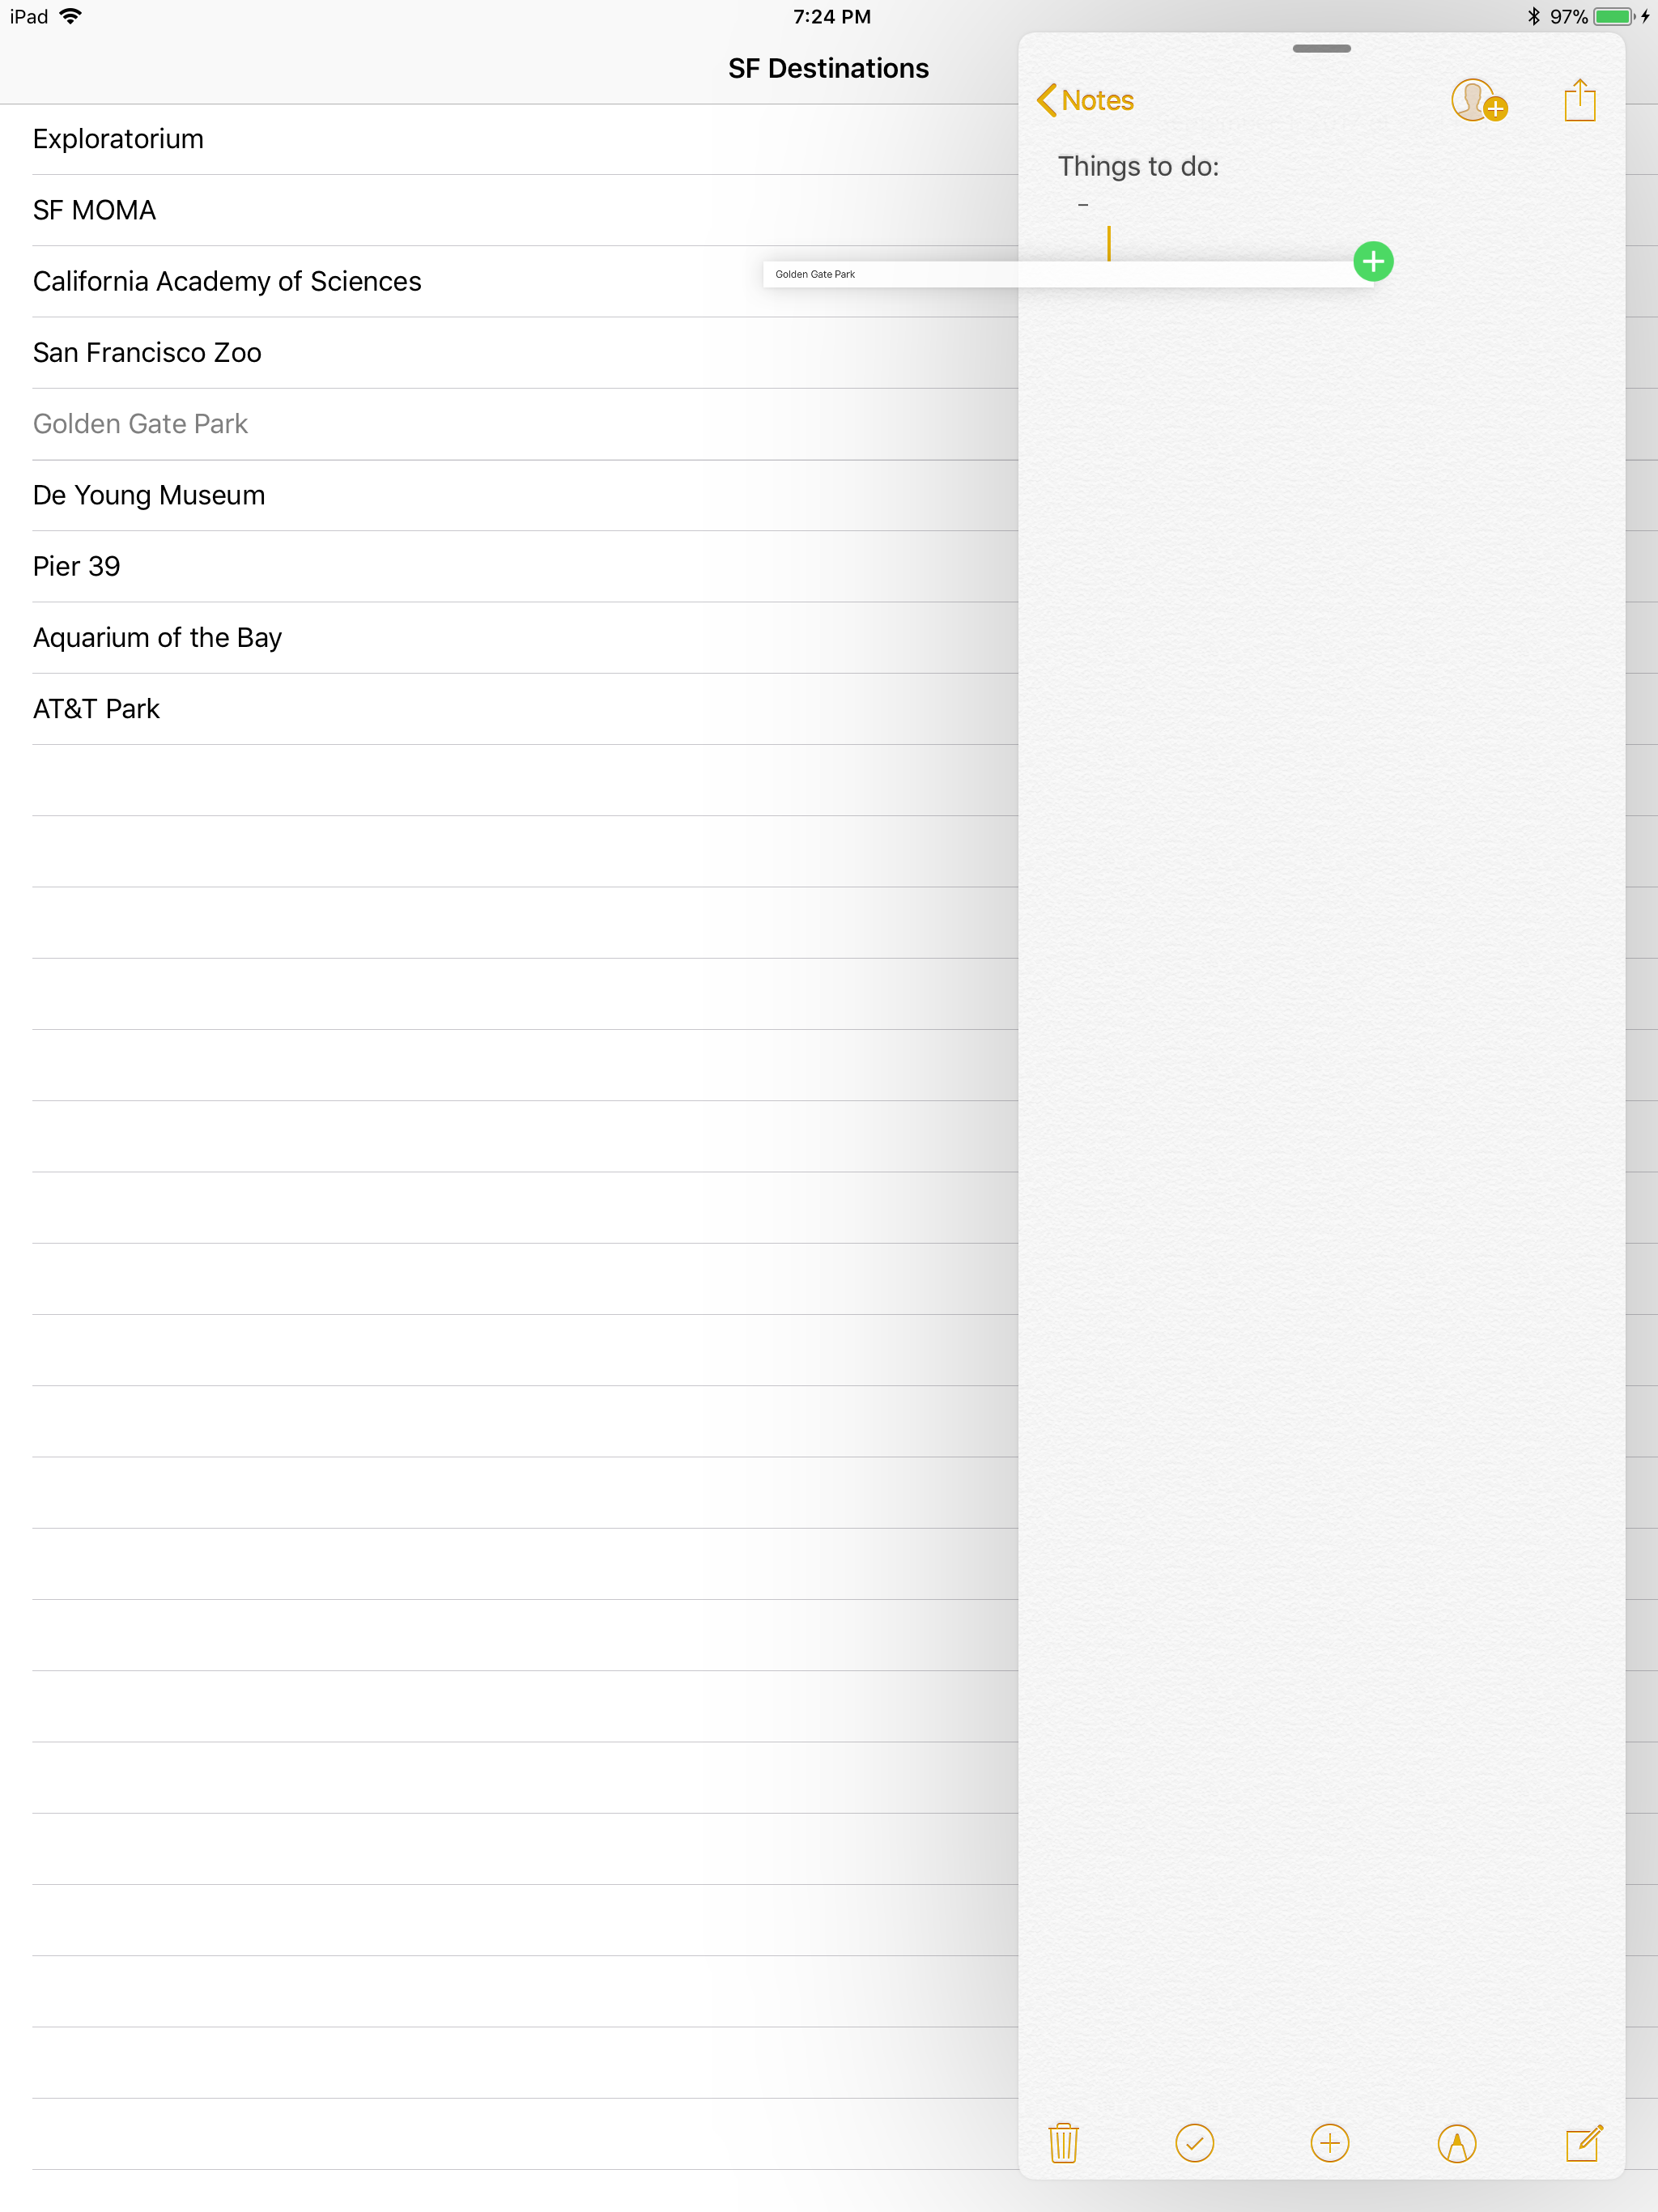 iPad 7:24 PM 97%
SF Destinations
Exploratorium
SF MOMA
California Academy of Sciences
San Francisco Zoo
Golden Gate Park
De Young Museum
Pier 39
Aquarium of the Bay
AT&T Park
Notes
Things to do:
–
Golden Gate Park